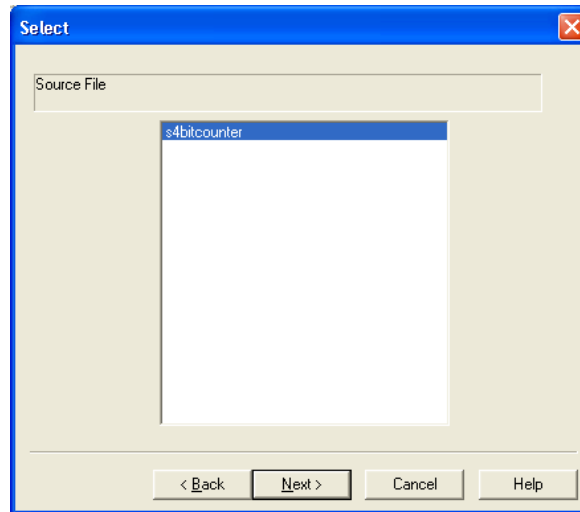 Select
Source File
s4bitcounter
< Back
Next >
Cancel
Help